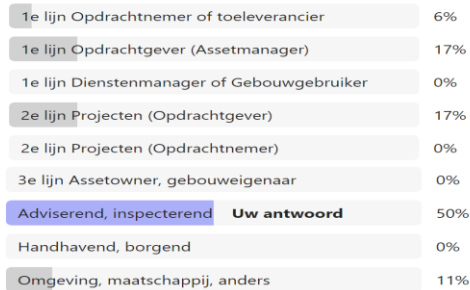 1e lijn Opdrachtnemer of toeleverancier 6%
1e lijn Opdrachtgever (Assetmanager) 17%
1e lijn Dienstenmanager of Gebouwgebruiker 0%
2e lijn Projecten (Opdrachtgever) 17%
2e lijn Projecten (Opdrachtnemer) 0%
3e lijn Assetowner, gebouweigenaar 0%
Adviserend, inspecterend Uw antwoord 50%
Handhavend, borgend 0%
Omgeving, maatschappij, anders 11%